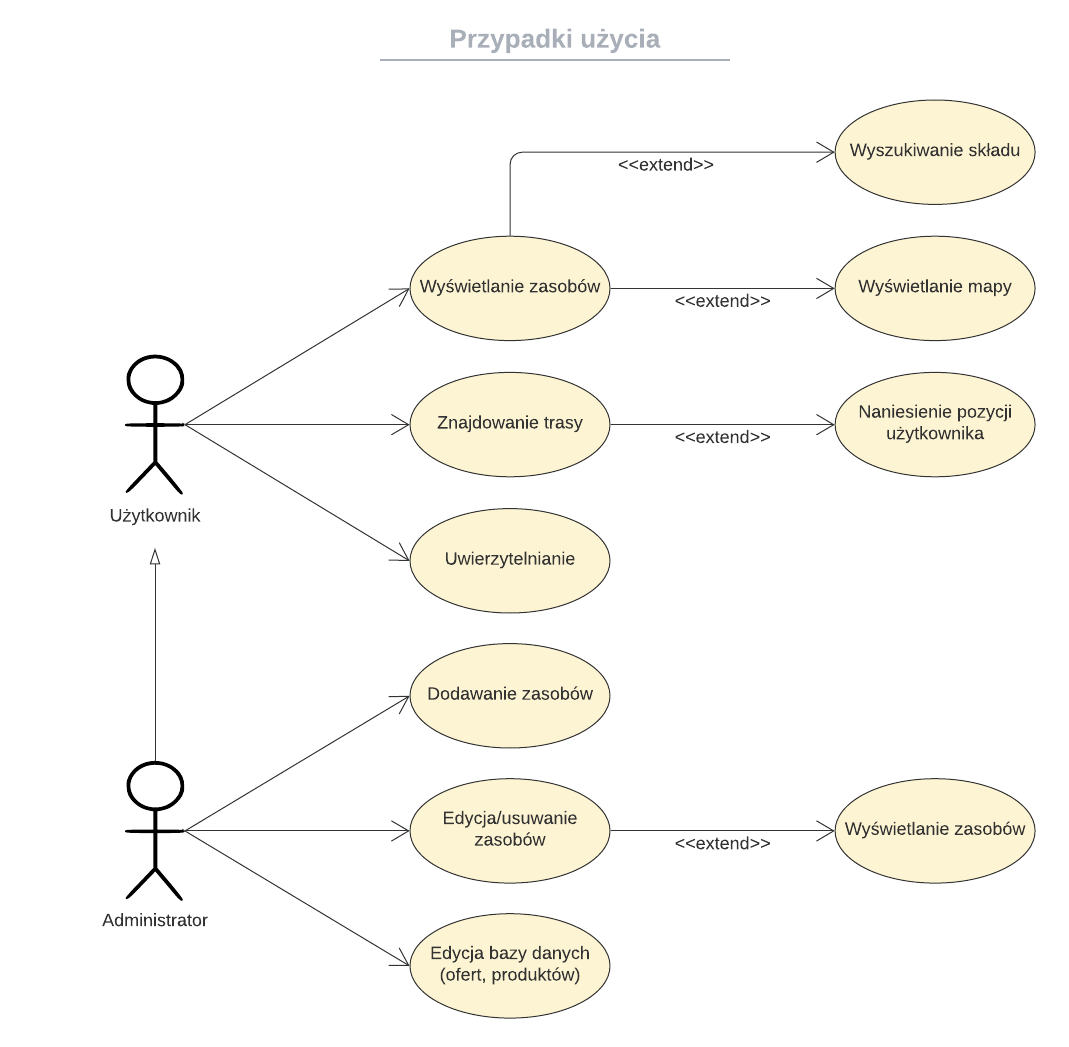 Przypadki użycia
Wyszukiwanie składu
<<extend>>
Wyświetlanie zasobów
<<extend>>
Wyświetlanie mapy
Znajdowanie trasy
<<extend>>
Naniesienie pozycji
użytkownika
Użytkownik
Uwierzytelnianie
Dodawanie zasobów
Edycja/usuwanie
zasobów
<<extend>>
Wyświetlanie zasobów
Administrator
Edycja bazy danych
(ofert, produktów)